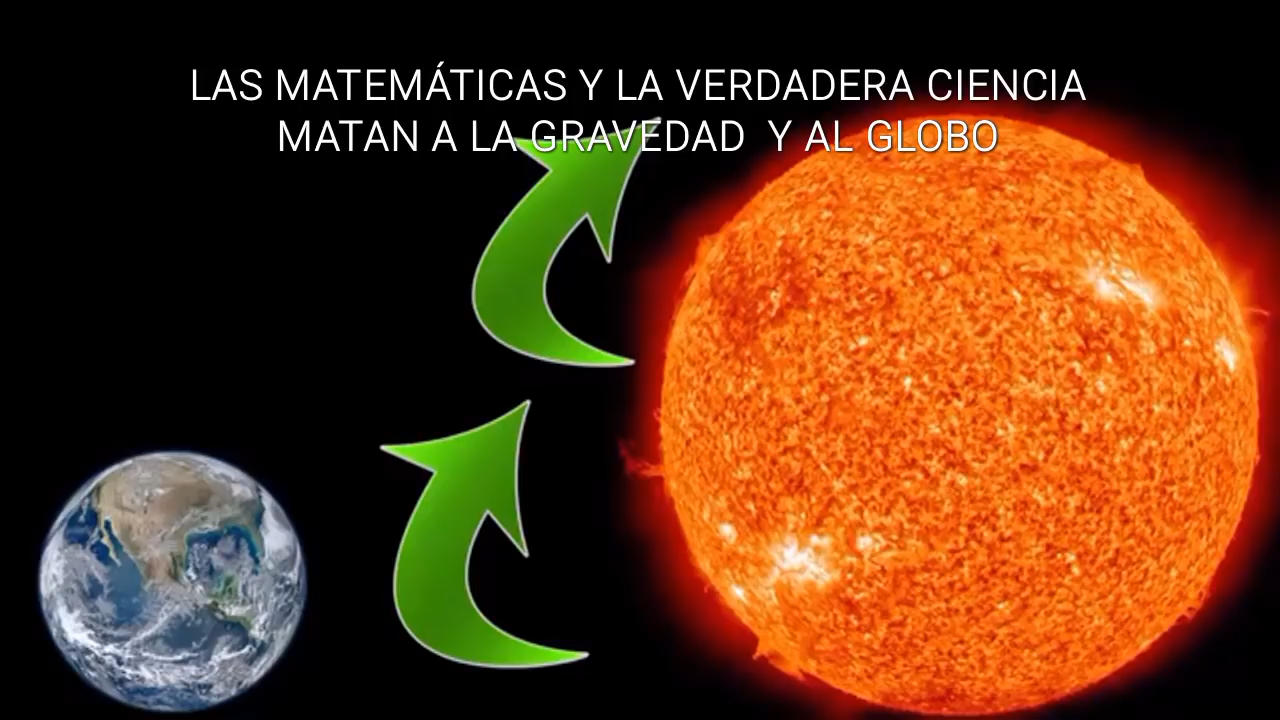 LAS MATEMÁTICAS Y LA VERDADERA CIENCIA
MATAN A LA GRAVEDAD Y AL GLOBO